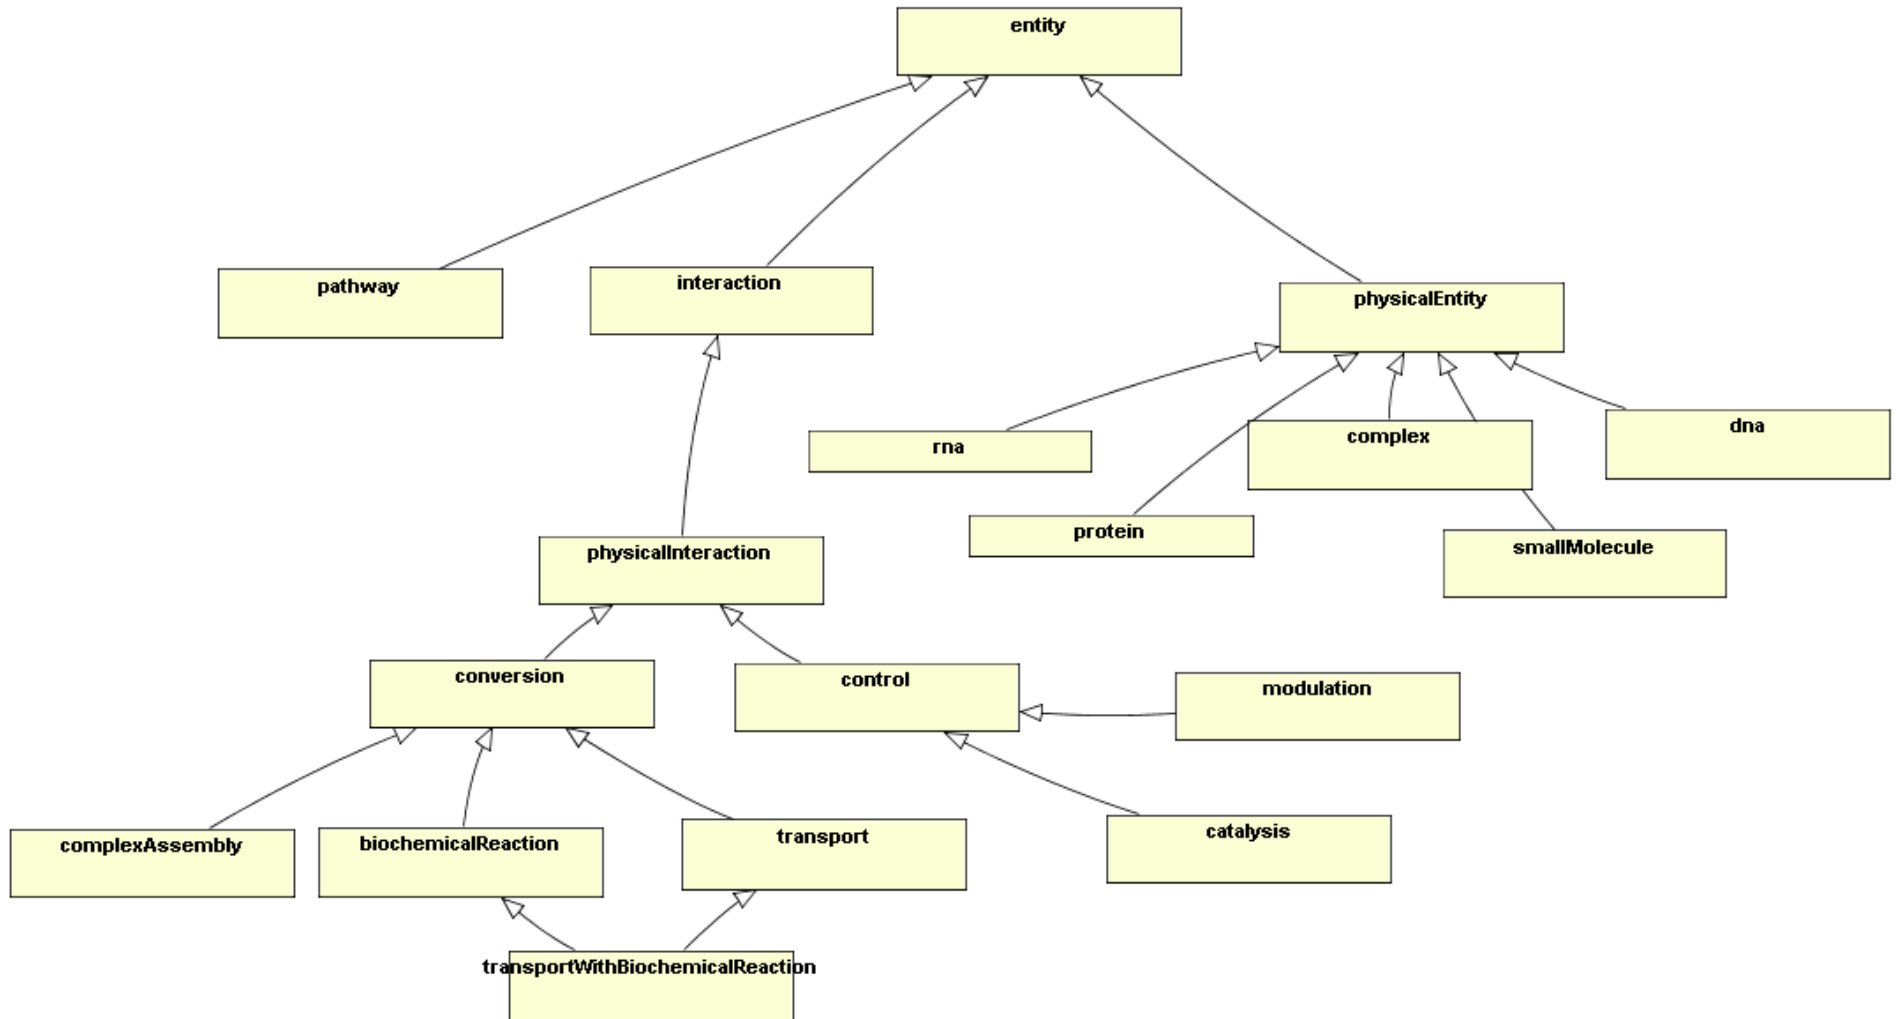 entity
pathway
interaction
physicalEntity
rna
complex
dna
protein
smallMolecule
physicalInteraction
conversion
control
modulation
complexAssembly
biochemicalReaction
transport
catalysis
transportWithBiochemicalReaction